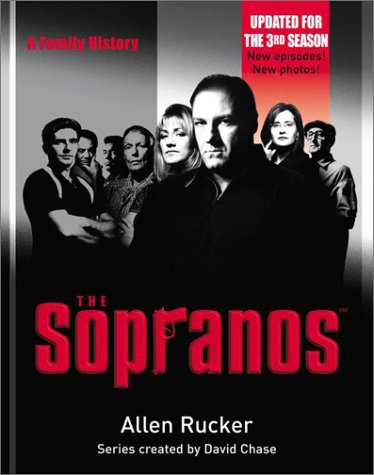 A Family History
UPDATED FOR
THE 3RD SEASON
New episodes!
New photos!
THE
Sopranos℠
Allen Rucker
Series created by David Chase